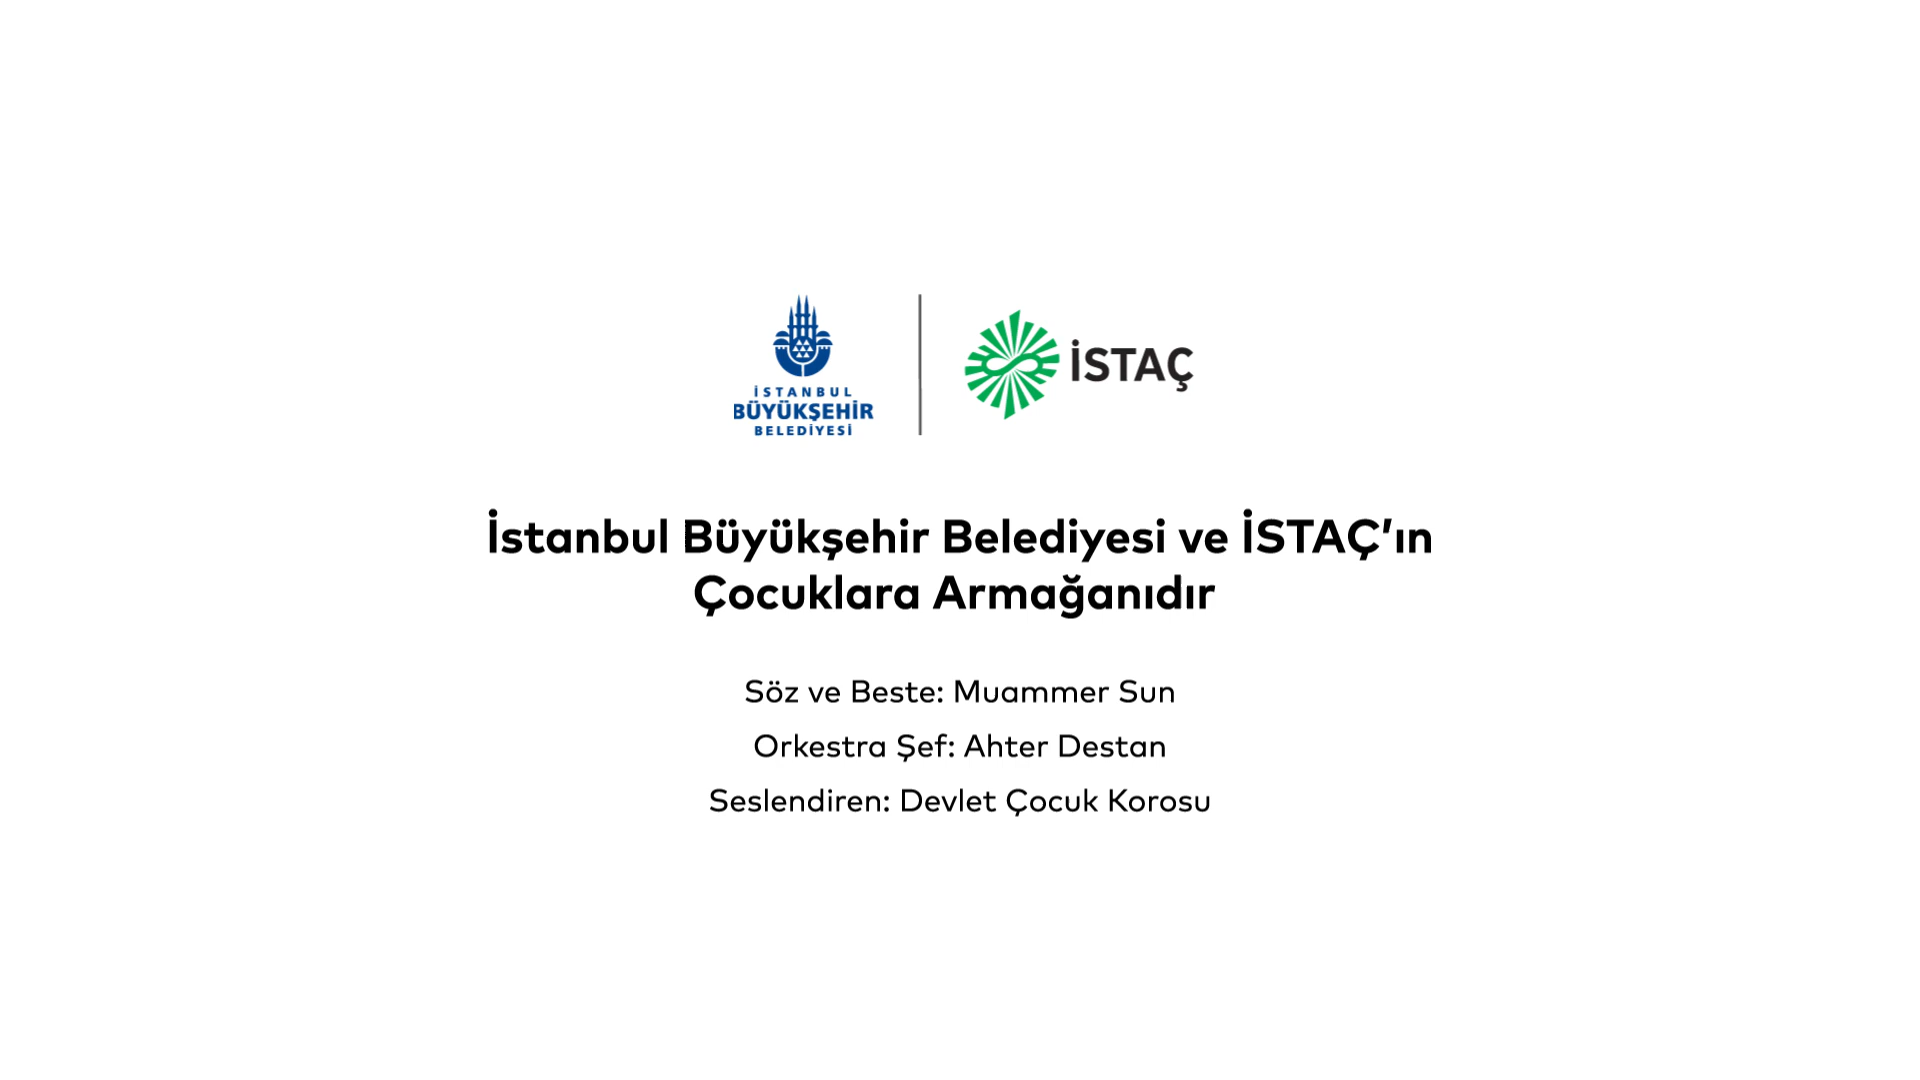 İSTANBUL
BÜYÜKŞEHİR
BELEDİYESİ
İSTAÇ
İstanbul Büyükşehir Belediyesi ve İSTAÇ’ın
Çocuklara Armağanıdır
Söz ve Beste: Muammer Sun
Orkestra Şef: Ahter Destan
Seslendiren: Devlet Çocuk Korosu